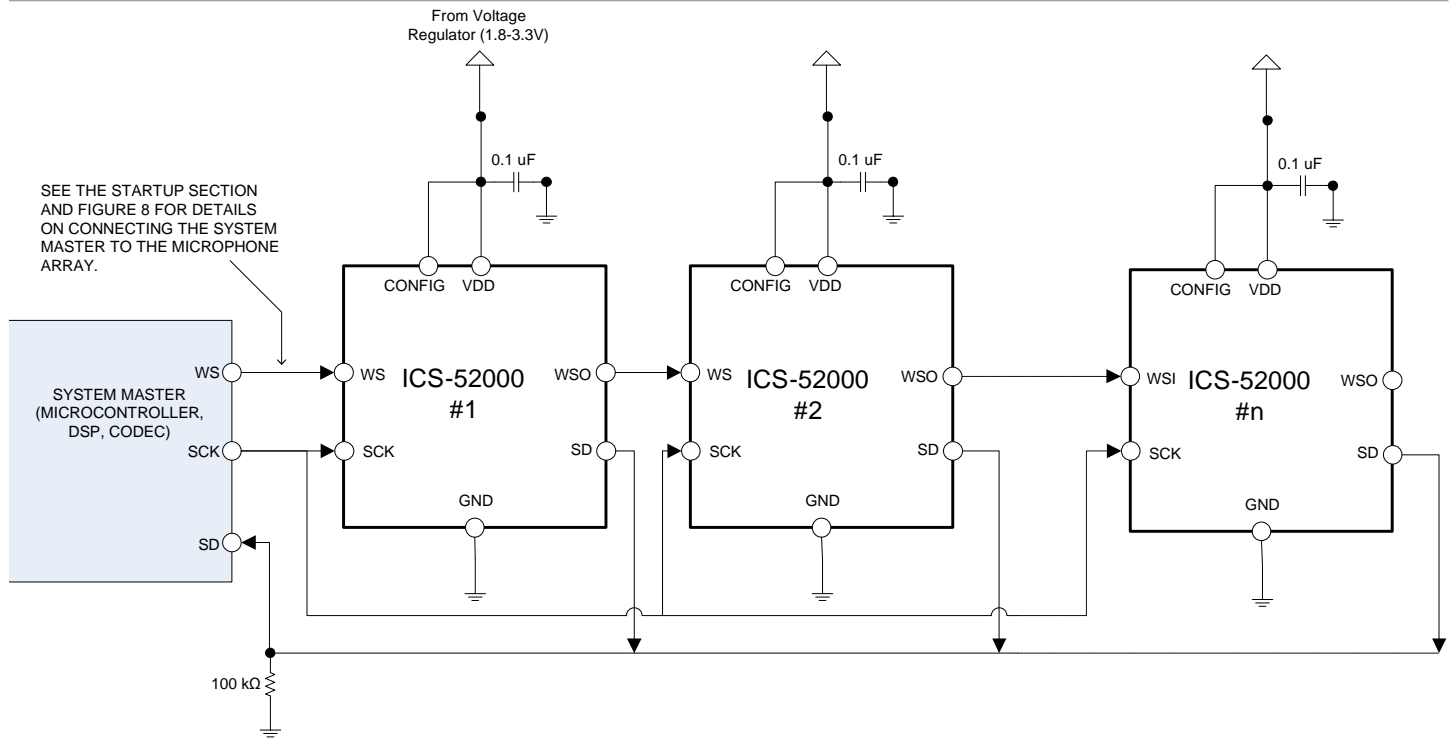 From Voltage
Regulator (1.8-3.3V)
0.1 uF
0.1 uF
0.1 uF
SEE THE STARTUP SECTION
AND FIGURE 8 FOR DETAILS
ON CONNECTING THE SYSTEM
MASTER TO THE MICROPHONE
ARRAY.
SYSTEM MASTER
(MICROCONTROLLER,
DSP, CODEC)
WS
SCK
SD
CONFIG
VDD
WS
ICS-52000
#1
WSO
SCK
SD
GND
CONFIG
VDD
WS
ICS-52000
#2
WSO
SCK
SD
GND
CONFIG
VDD
WSI
ICS-52000
#n
WSO
SCK
SD
GND
100 kΩ